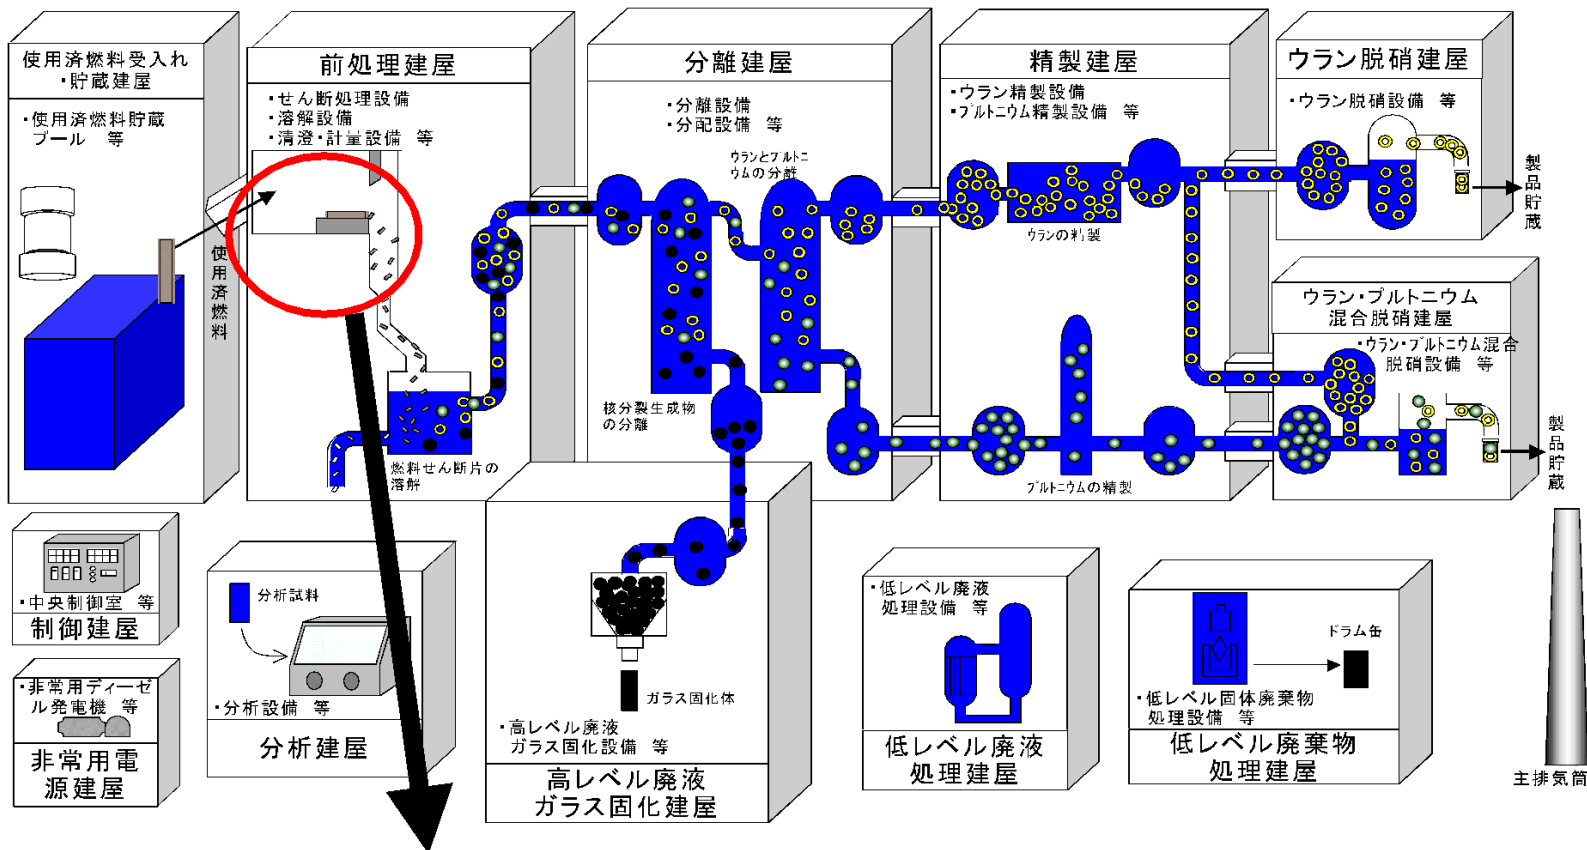 使用済燃料受入れ
・貯蔵建屋
・使用済燃料貯蔵
プール 等
使用済燃料
前処理建屋
・せん断処理設備
・溶解設備
・清澄・計量設備 等
燃料せん断片の
溶解
分離建屋
・分離設備
・分配設備 等
ウランとプルトニ
ウムの分離
核分裂生成物
の分離
精製建屋
・ウラン精製設備
・プルトニウム精製設備 等
ウランの精製
プルトニウムの精製
ウラン脱硝建屋
・ウラン脱硝設備 等
製品貯蔵
ウラン・プルトニウム
混合脱硝建屋
・ウラン・プルトニウム混合
脱硝設備 等
製品貯蔵
・中央制御室 等
制御建屋
・非常用ディーゼ
ル発電機 等
非常用電
源建屋
分析試料
・分析設備 等
分析建屋
ガラス固化体
・高レベル廃液
ガラス固化設備 等
高レベル廃液
ガラス固化建屋
・低レベル廃液
処理設備 等
低レベル廃液
処理建屋
ドラム缶
・低レベル固体廃棄物
処理設備 等
低レベル廃棄物
処理建屋
主排気筒